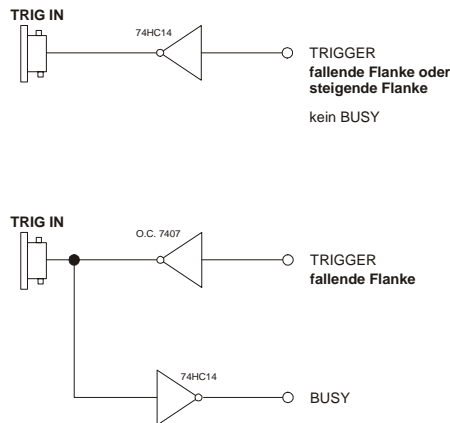 TRIG IN
74HC14
TRIGGER
fallende Flanke oder
steigende Flanke
kein BUSY
TRIG IN
O.C. 7407
TRIGGER
fallende Flanke
74HC14
BUSY